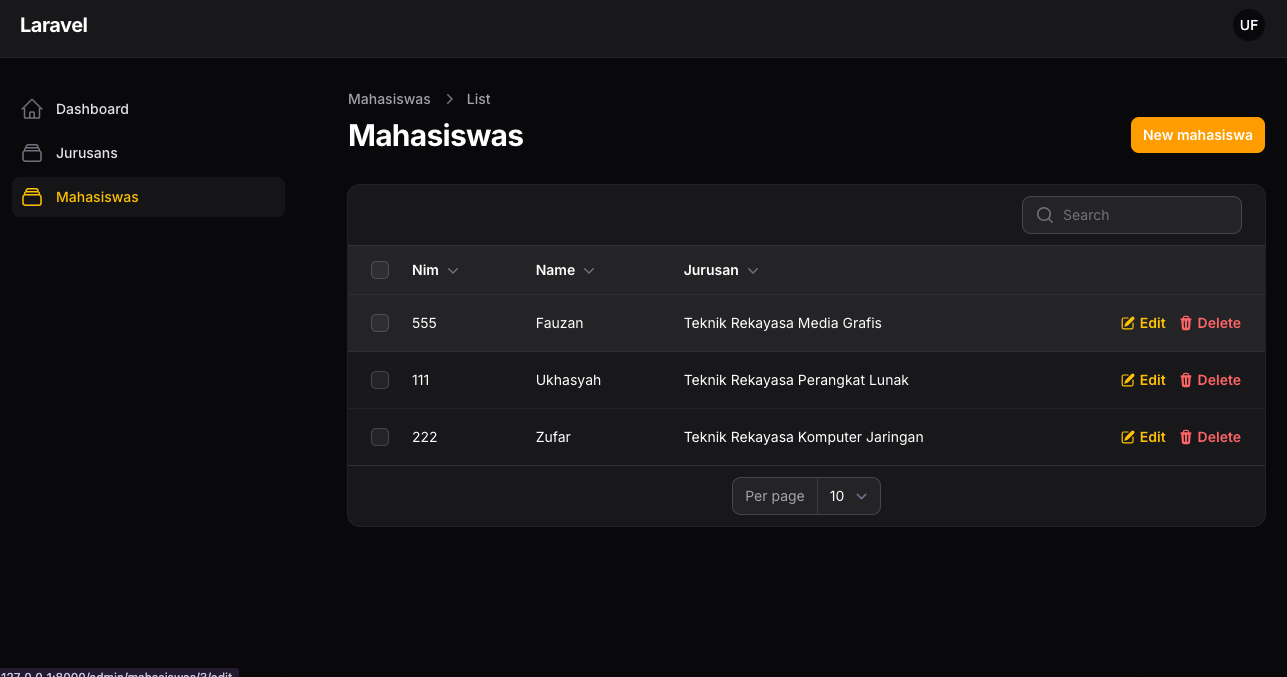 Laravel
UF
Dashboard
Jurusans
Mahasiswas
Mahasiswas > List
Mahasiswas
New mahasiswa
Search
Nim Name Jurusan
555 Fauzan Teknik Rekayasa Media Grafis Edit Delete
111 Ukhasyah Teknik Rekayasa Perangkat Lunak Edit Delete
222 Zufar Teknik Rekayasa Komputer Jaringan Edit Delete
Per page 10
127.0.0.1:8000/admin/mahasiswas/3/edit